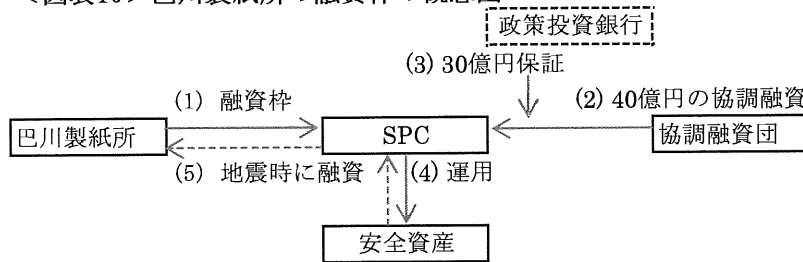 <図表10> 巴川製紙所の融資枠の概念図
政策投資銀行
(3) 30億円保証
(1) 融資枠
(2) 40億円の協調融資
巴川製紙所
SPC
協調融資団
(5) 地震時に融資
(4) 運用
安全資産